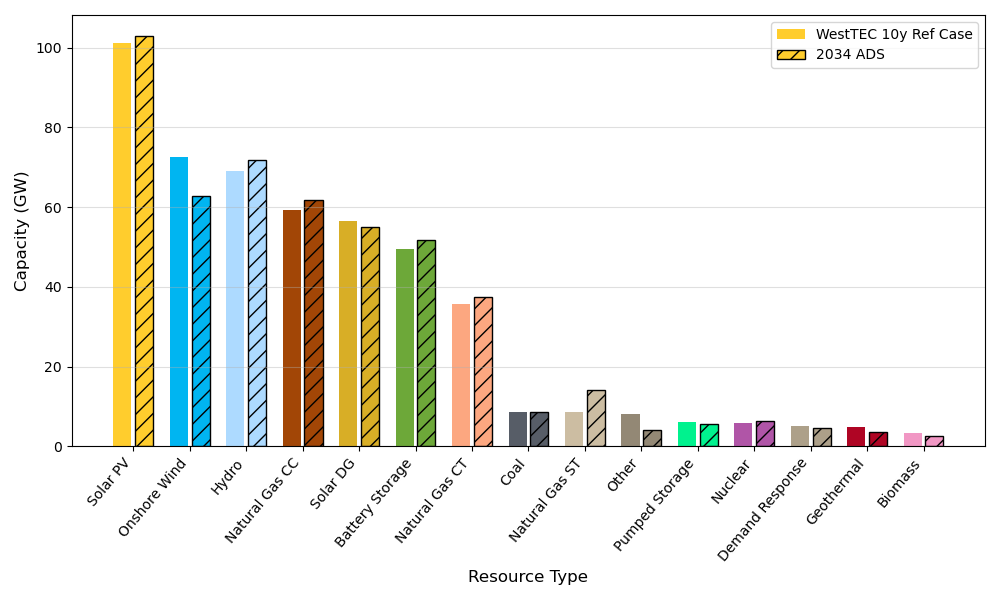 WestTEC 10y Ref Case
2034 ADS
Capacity (GW)
100
80
60
40
20
0
Solar PV
Onshore Wind
Hydro
Natural Gas CC
Solar DG
Battery Storage
Natural Gas CT
Coal
Natural Gas ST
Other
Pumped Storage
Nuclear
Demand Response
Geothermal
Biomass
Resource Type